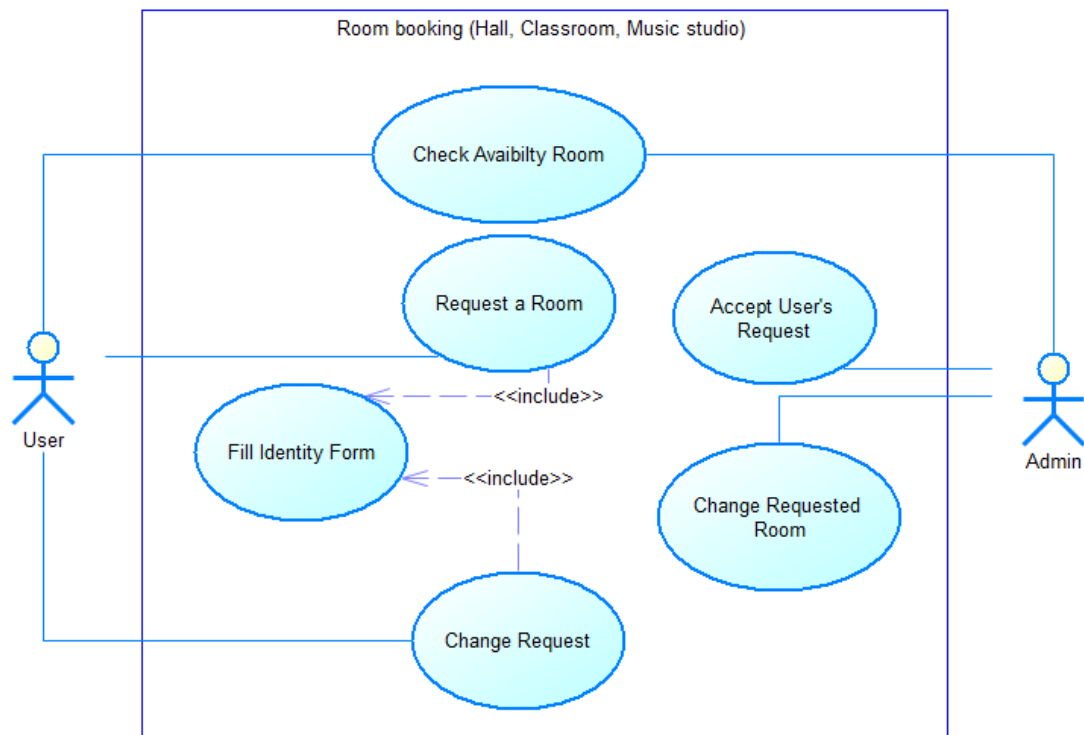 Room booking (Hall, Classroom, Music studio)
Check Avaibilty Room
Request a Room
Accept User's
Request
<<include>>
User
Fill Identity Form
Admin
<<include>>
Change Requested
Room
Change Request